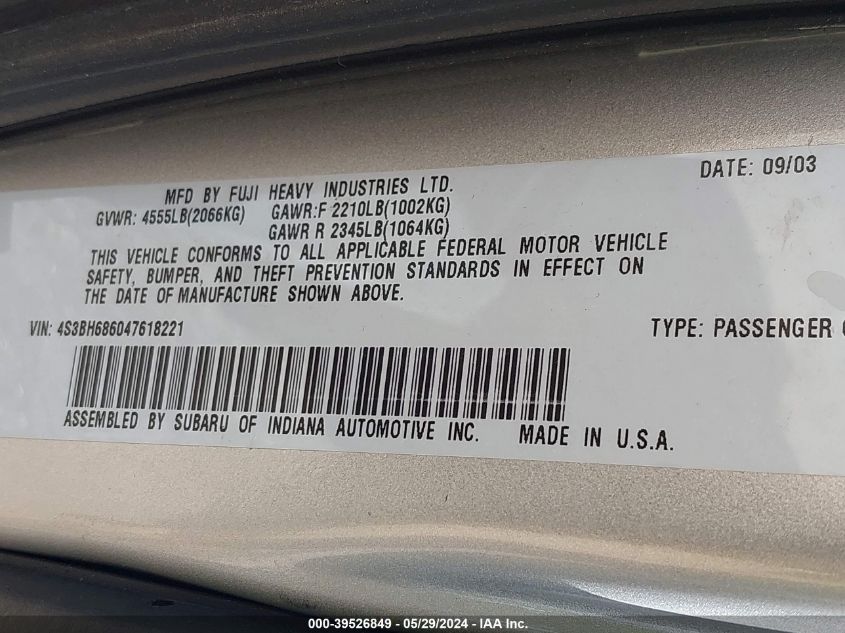 DATE: 09/03
MFD BY FUJI HEAVY INDUSTRIES LTD.
GVWR: 4555LB(2066KG) GAWR:F 2210LB(1002KG)
GAWR R 2345LB(1064KG)
THIS VEHICLE CONFORMS TO ALL APPLICABLE FEDERAL MOTOR VEHICLE
SAFETY, BUMPER, AND THEFT PREVENTION STANDARDS IN EFFECT ON
THE DATE OF MANUFACTURE SHOWN ABOVE.
VIN: 4S3BH686047618221 TYPE: PASSENGER
ASSEMBLED BY SUBARU OF INDIANA AUTOMOTIVE INC. MADE IN U.S.A.
000-39526849 - 05/29/2024 - IAA Inc.